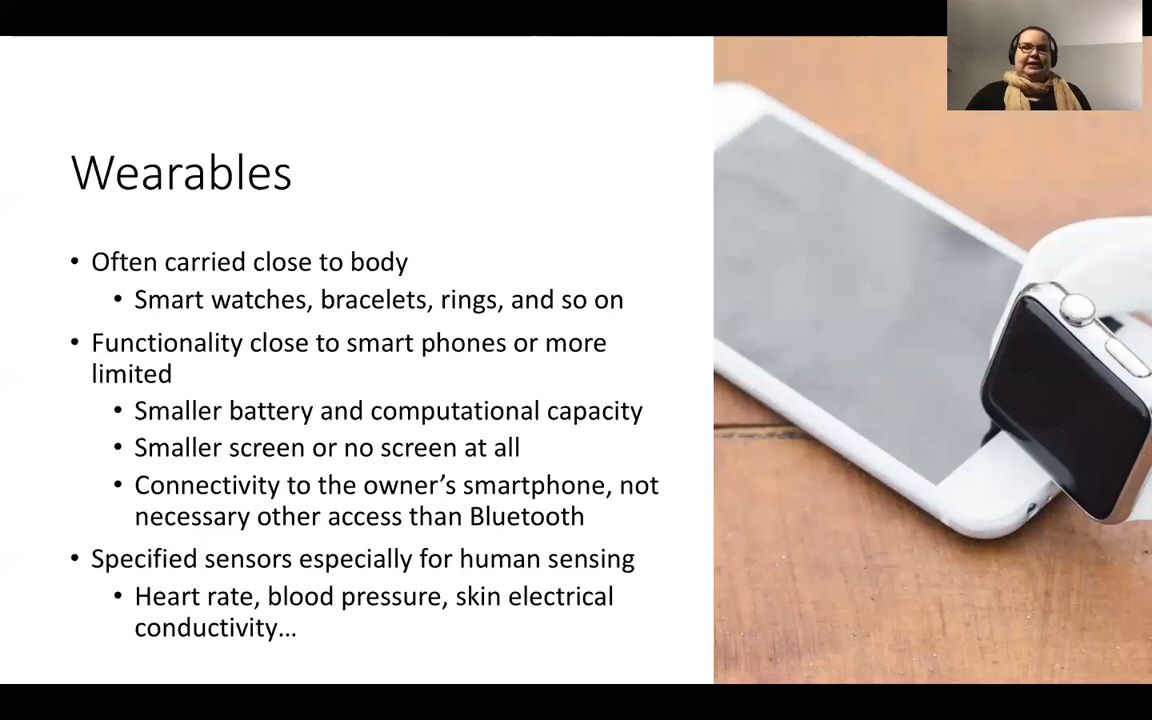 Wearables
• Often carried close to body
• Smart watches, bracelets, rings, and so on
• Functionality close to smart phones or more
limited
• Smaller battery and computational capacity
• Smaller screen or no screen at all
• Connectivity to the owner’s smartphone, not
necessary other access than Bluetooth
• Specified sensors especially for human sensing
• Heart rate, blood pressure, skin electrical
conductivity…